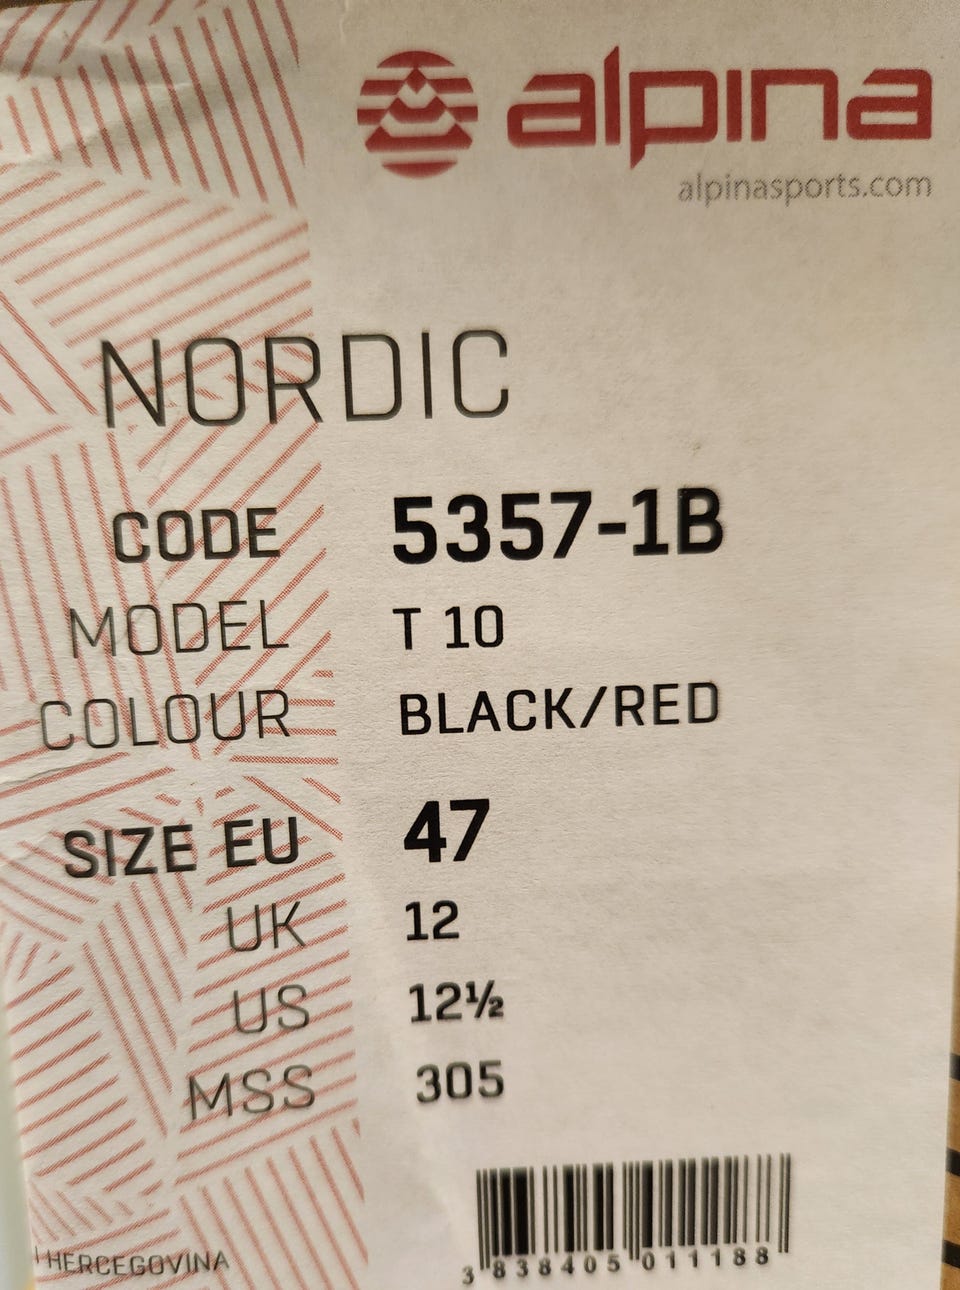 alpina
alpinasports.com
NORDIC
CODE 5357-1B
MODEL T 10
COLOUR BLACK/RED
SIZE EU 47
UK 12
US 12½
MSS 305
HERCEGOVINA
3 838405 011188